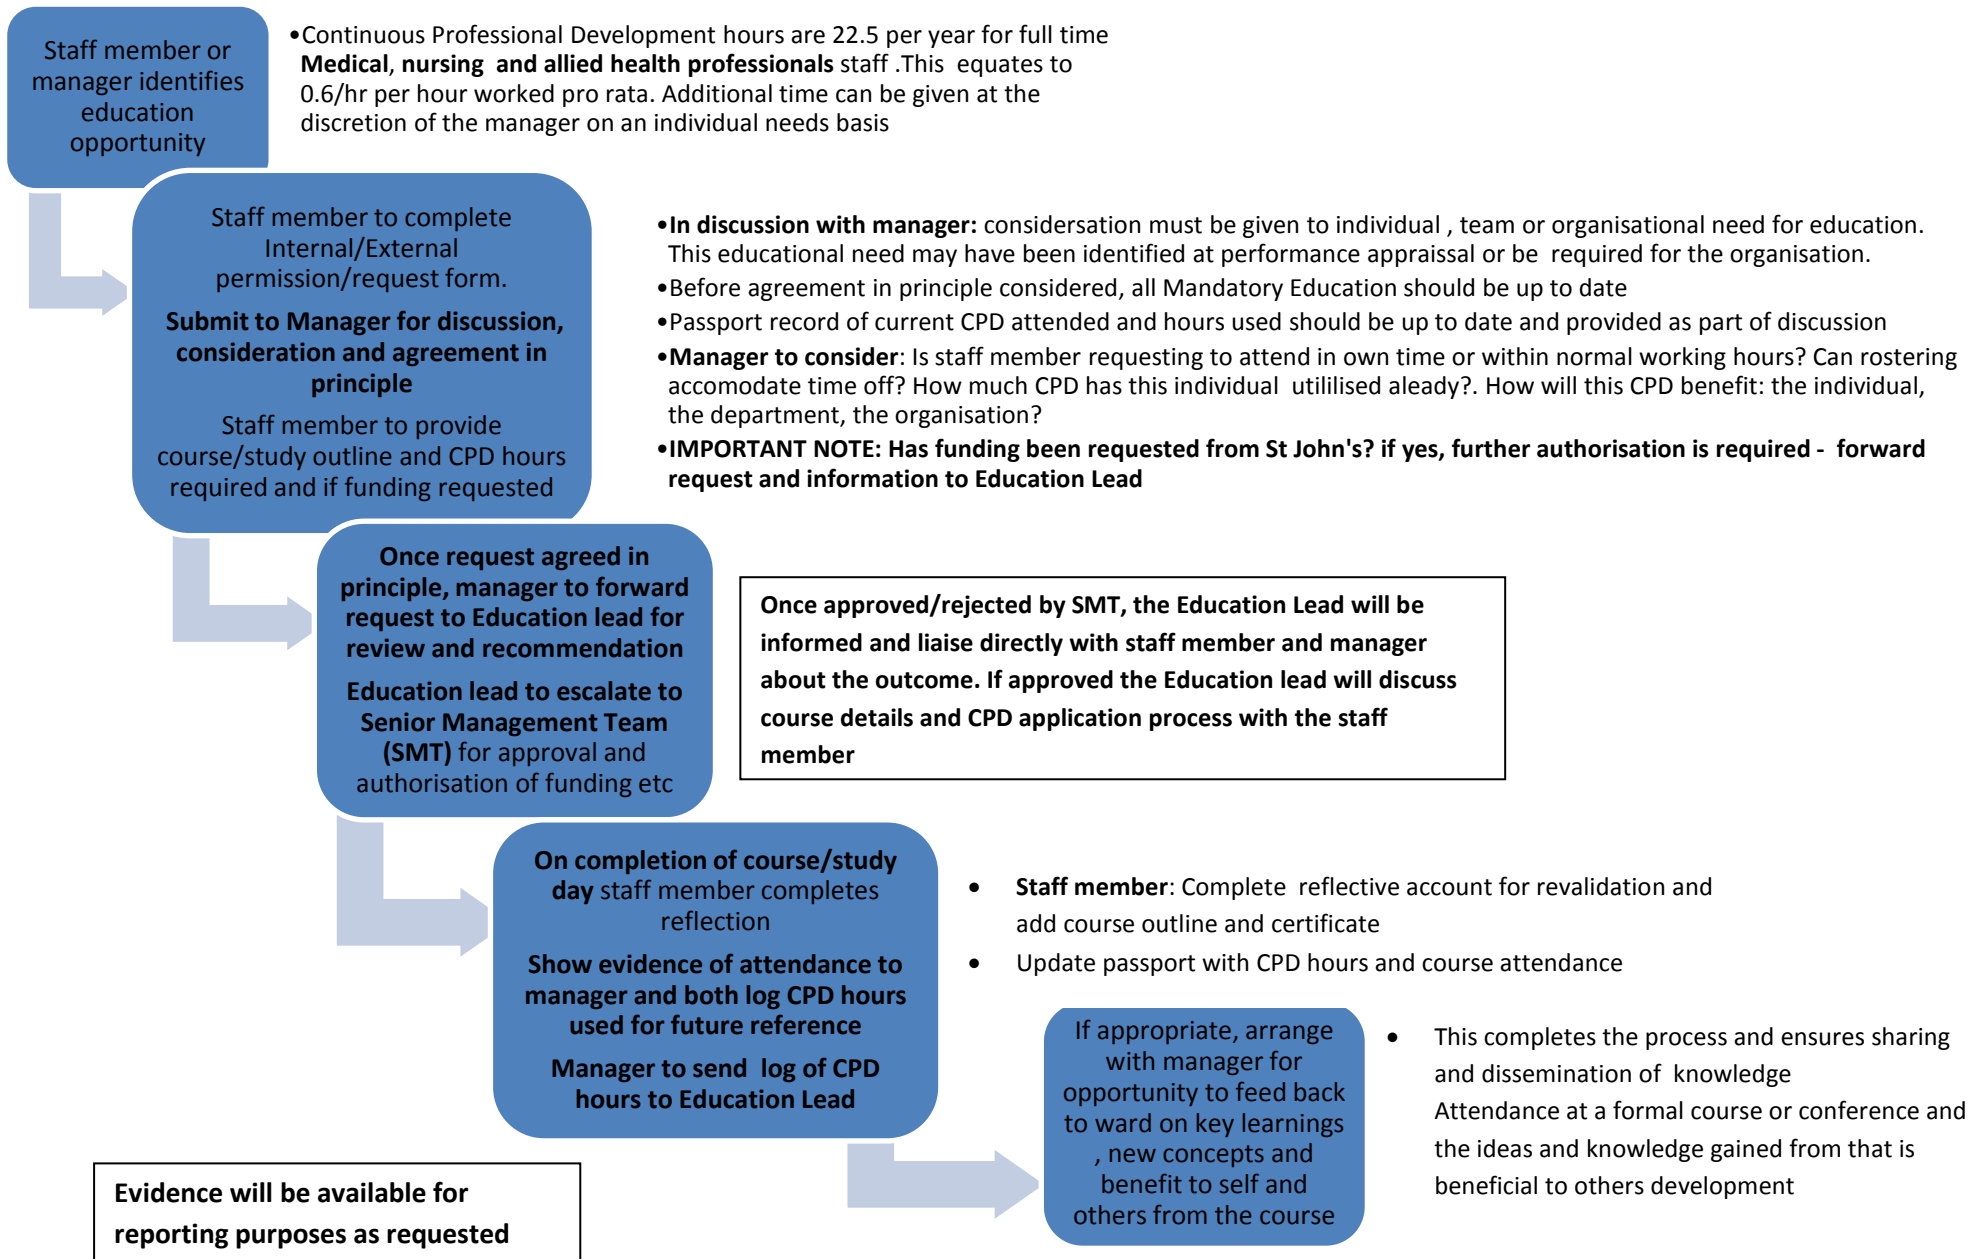 Staff member or
manager identifies
education
opportunity
•Continuous Professional Development hours are 22.5 per year for full time
Medical, nursing and allied health professionals staff .This equates to
0.6/hr per hour worked pro rata. Additional time can be given at the
discretion of the manager on an individual needs basis
Staff member to complete
Internal/External
permission/request form.
Submit to Manager for discussion,
consideration and agreement in
principle
Staff member to provide
course/study outline and CPD hours
required and if funding requested
•In discussion with manager: considersation must be given to individual , team or organisational need for education.
This educational need may have been identified at performance appraissal or be required for the organisation.
•Before agreement in principle considered, all Mandatory Education should be up to date
•Passport record of current CPD attended and hours used should be up to date and provided as part of discussion
•Manager to consider: Is staff member requesting to attend in own time or within normal working hours? Can rostering
accomodate time off? How much CPD has this individual utililised aleady?. How will this CPD benefit: the individual,
the department, the organisation?
•IMPORTANT NOTE: Has funding been requested from St John's? if yes, further authorisation is required - forward
request and information to Education Lead
Once request agreed in
principle, manager to forward
request to Education lead for
review and recommendation
Education lead to escalate to
Senior Management Team
(SMT) for approval and
authorisation of funding etc
Once approved/rejected by SMT, the Education Lead will be
informed and liaise directly with staff member and manager
about the outcome. If approved the Education lead will discuss
course details and CPD application process with the staff
member
On completion of course/study
day staff member completes
reflection
Show evidence of attendance to
manager and both log CPD hours
used for future reference
Manager to send log of CPD
hours to Education Lead
• Staff member: Complete reflective account for revalidation and
add course outline and certificate
• Update passport with CPD hours and course attendance
If appropriate, arrange
with manager for
opportunity to feed back
to ward on key learnings
, new concepts and
benefit to self and
others from the course
• This completes the process and ensures sharing
and dissemination of knowledge
Attendance at a formal course or conference and
the ideas and knowledge gained from that is
beneficial to others development
Evidence will be available for
reporting purposes as requested